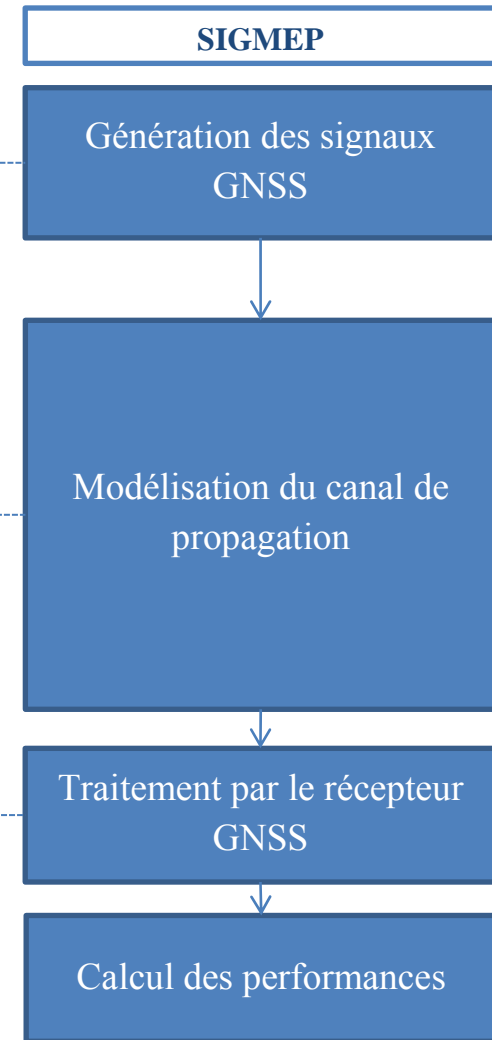 SIGMEP
Génération des signaux
GNSS
Modélisation du canal de
propagation
Traitement par le récepteur
GNSS
Calcul des performances